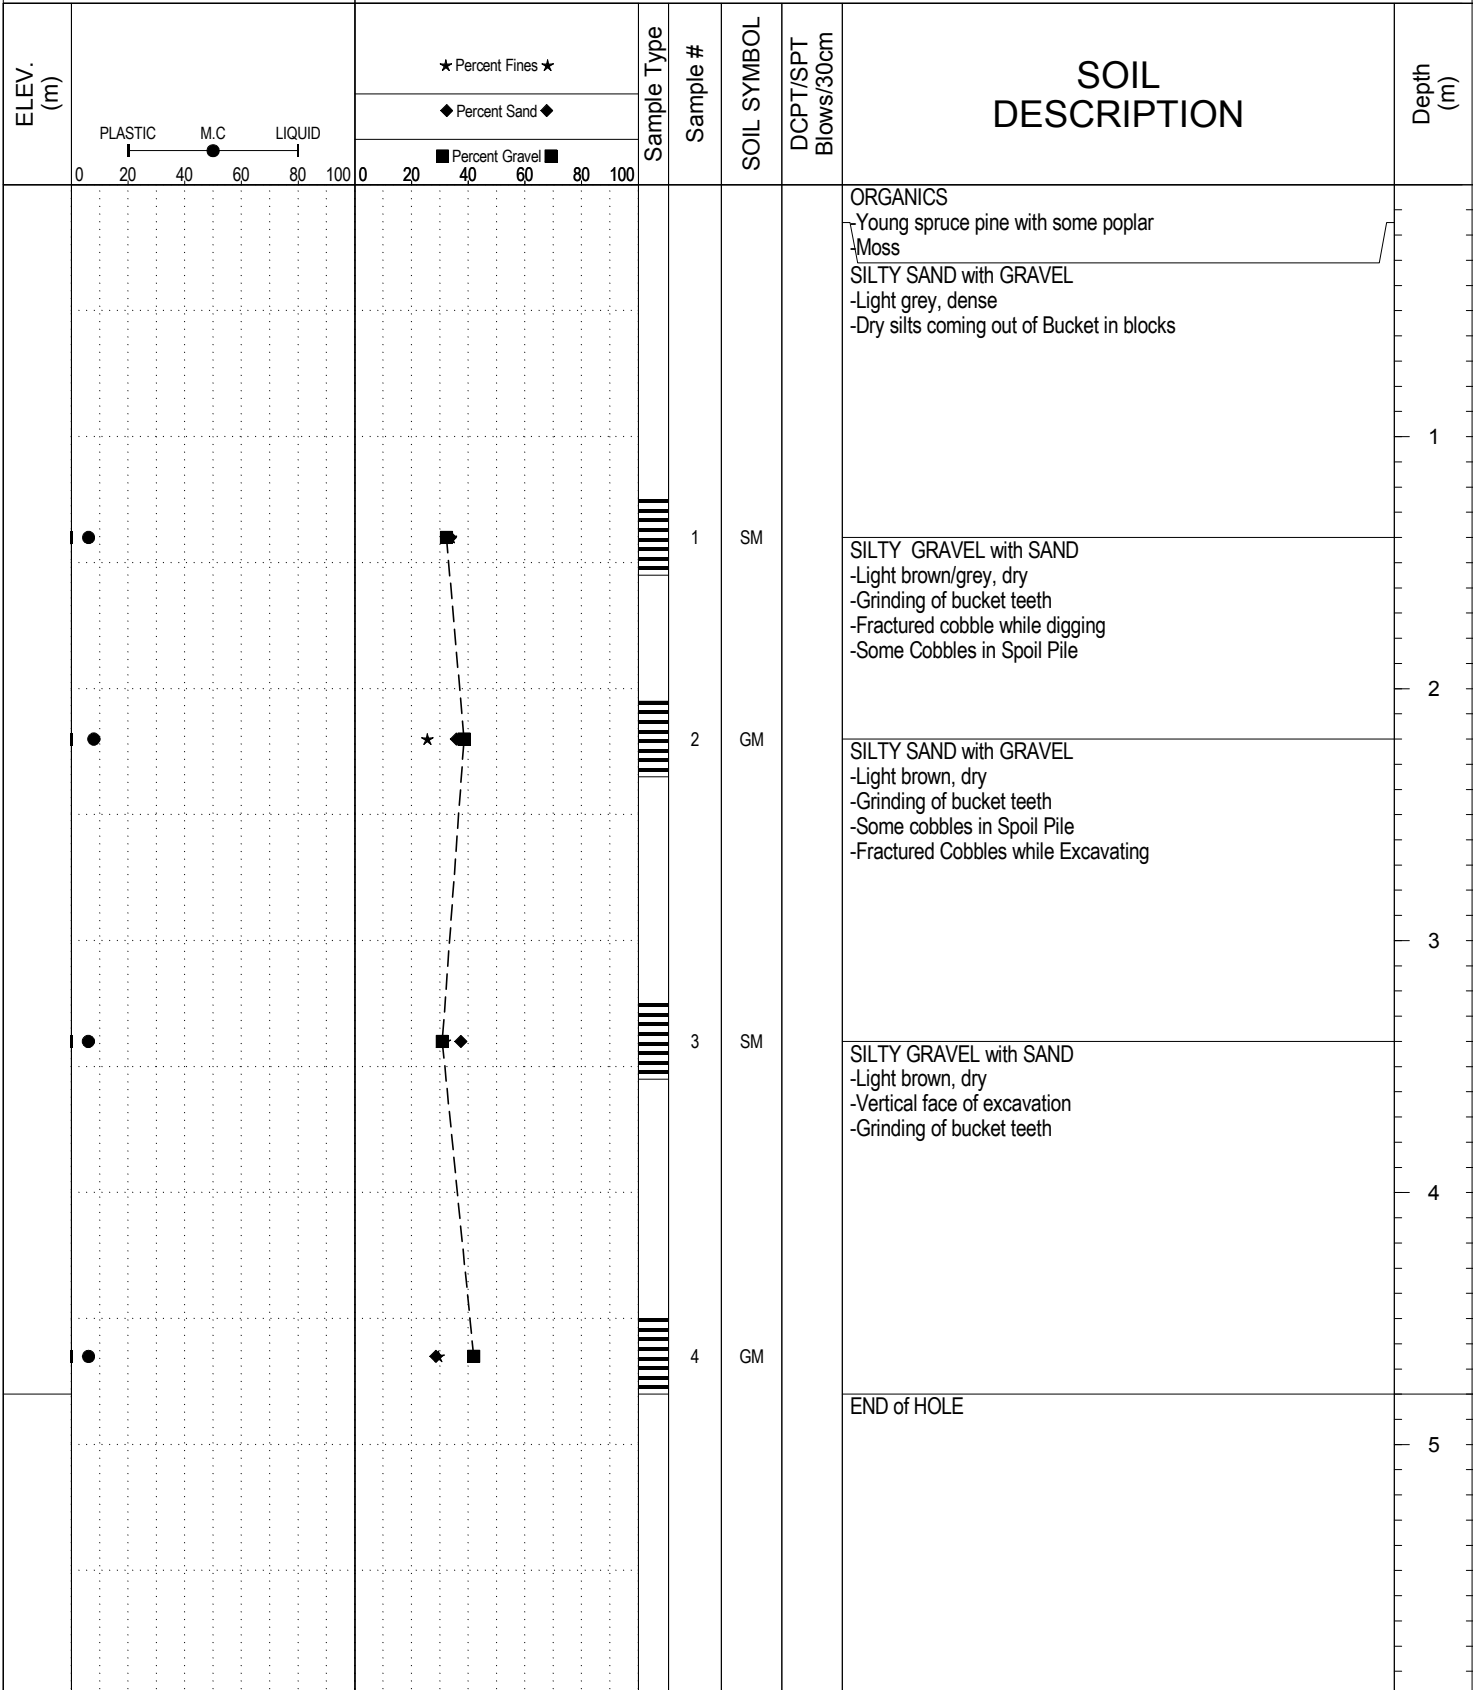 ELEV.
(m)
PLASTIC M.C LIQUID
0 20 40 60 80 100
★ Percent Fines ★
◆ Percent Sand ◆
■ Percent Gravel ■
0 20 40 60 80 100
Sample Type
Sample #
SOIL SYMBOL
DCPT/SPT
Blows/30cm
SOIL
DESCRIPTION
Depth
(m)
ORGANICS
-Young spruce pine with some poplar
-Moss
SILTY SAND with GRAVEL
-Light grey, dense
-Dry silts coming out of Bucket in blocks
1
1 SM
SILTY GRAVEL with SAND
-Light brown/grey, dry
-Grinding of bucket teeth
-Fractured cobble while digging
-Some Cobbles in Spoil Pile
2
2 GM
SILTY SAND with GRAVEL
-Light brown, dry
-Grinding of bucket teeth
-Some cobbles in Spoil Pile
-Fractured Cobbles while Excavating
3
3 SM
SILTY GRAVEL with SAND
-Light brown, dry
-Vertical face of excavation
-Grinding of bucket teeth
4
4 GM
END of HOLE
5